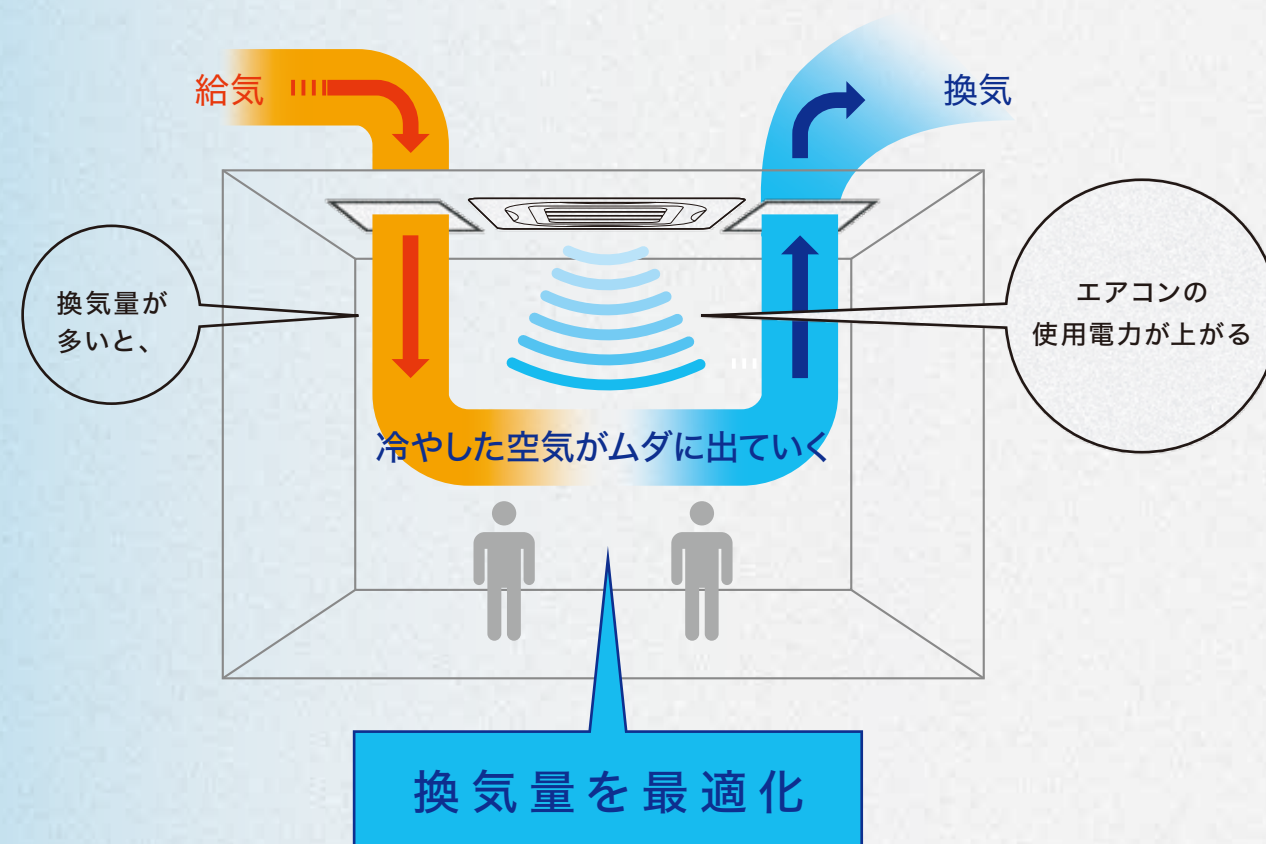 給気
換気
換気量が
多いと、
エアコンの
使用電力が上がる
冷やした空気がムダに出ていく
換気量を最適化